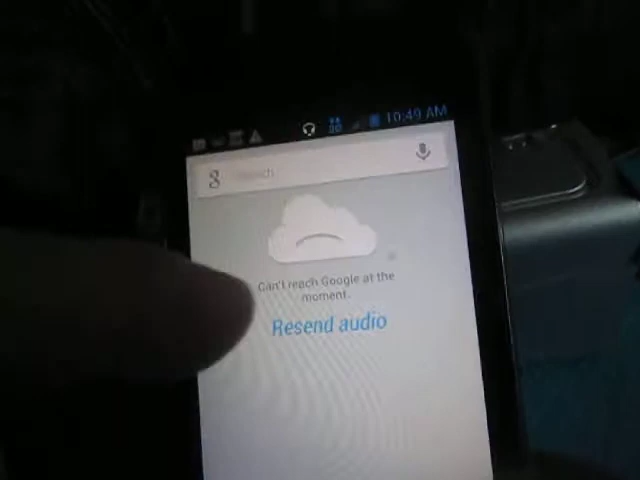 10:49 AM
g
Can't reach Google at the
moment.
Resend audio